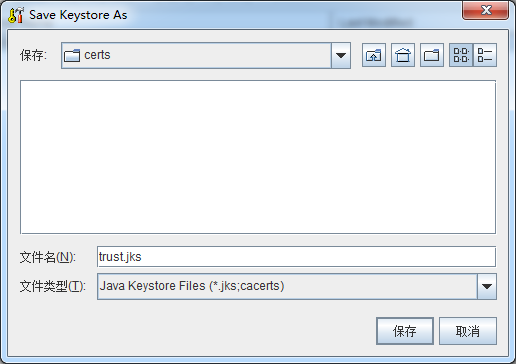 Save Keystore As
保存:
certs
文件名(N):
trust.jks
文件类型(T):
Java Keystore Files (*.jks;cacerts)
保存
取消